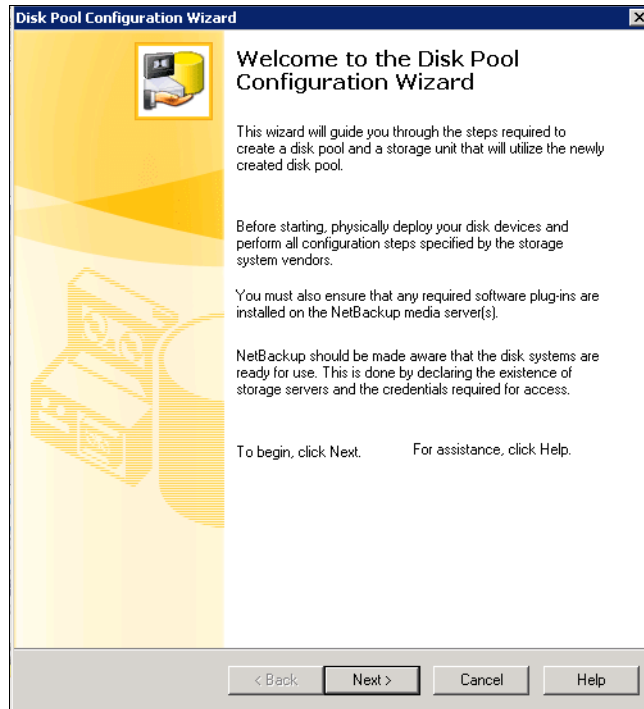 Disk Pool Configuration Wizard
Welcome to the Disk Pool
Configuration Wizard
This wizard will guide you through the steps required to
create a disk pool and a storage unit that will utilize the newly
created disk pool.
Before starting, physically deploy your disk devices and
perform all configuration steps specified by the storage
system vendors.
You must also ensure that any required software plug-ins are
installed on the NetBackup media server(s).
NetBackup should be made aware that the disk systems are
ready for use. This is done by declaring the existence of
storage servers and the credentials required for access.
To begin, click Next. For assistance, click Help.
< Back Next > Cancel Help